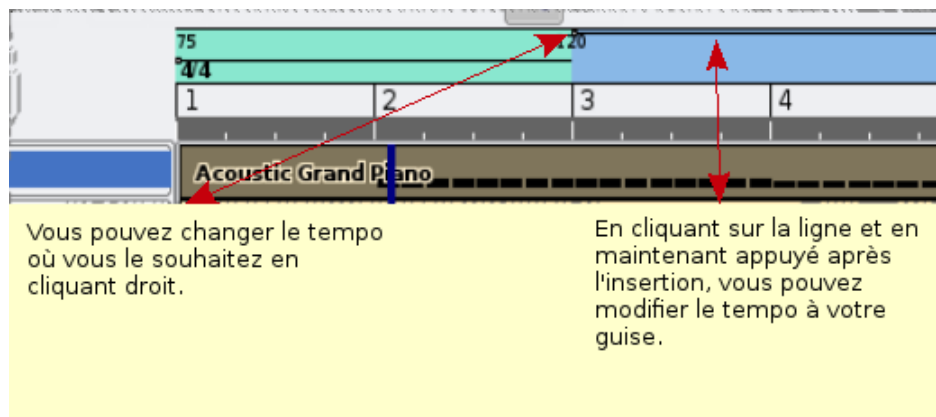 75 120
4/4
1 2 3 4
Acoustic Grand Piano
Vous pouvez changer le tempo
où vous le souhaitez en
cliquant droit.
En cliquant sur la ligne et en
maintenant appuyé après
l'insertion, vous pouvez
modifier le tempo à votre
guise.